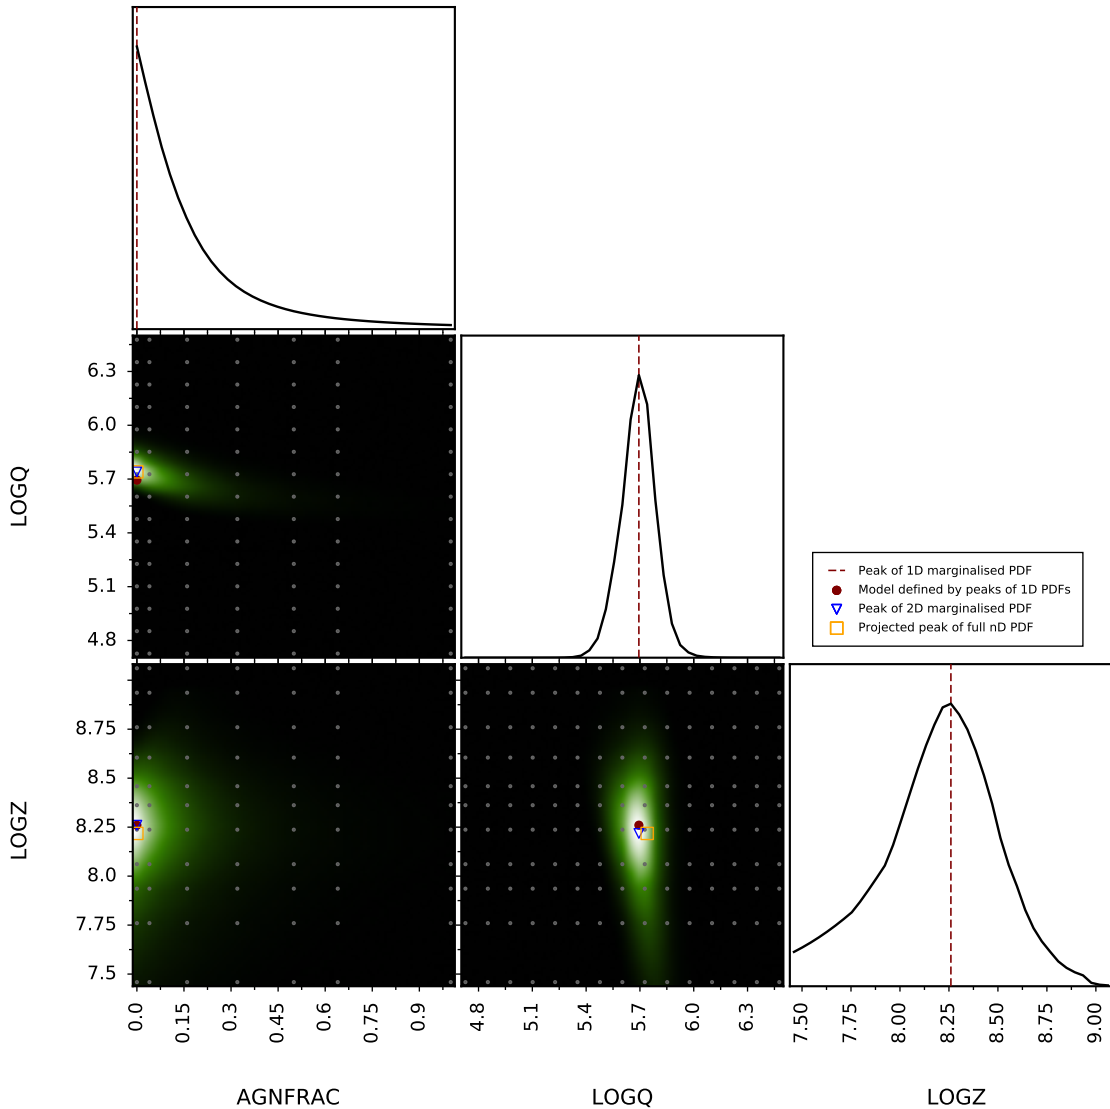 LOGQ
6.3
6.0
5.7
5.4
5.1
4.8
Peak of 1D marginalised PDF
Model defined by peaks of 1D PDFs
Peak of 2D marginalised PDF
Projected peak of full nD PDF
LOGZ
8.75
8.5
8.25
8.0
7.75
7.5
0.0 0.15 0.3 0.45 0.6 0.75 0.9
4.8 5.1 5.4 5.7 6.0 6.3
7.50 7.75 8.00 8.25 8.50 8.75 9.00
AGNFRAC LOGQ LOGZ